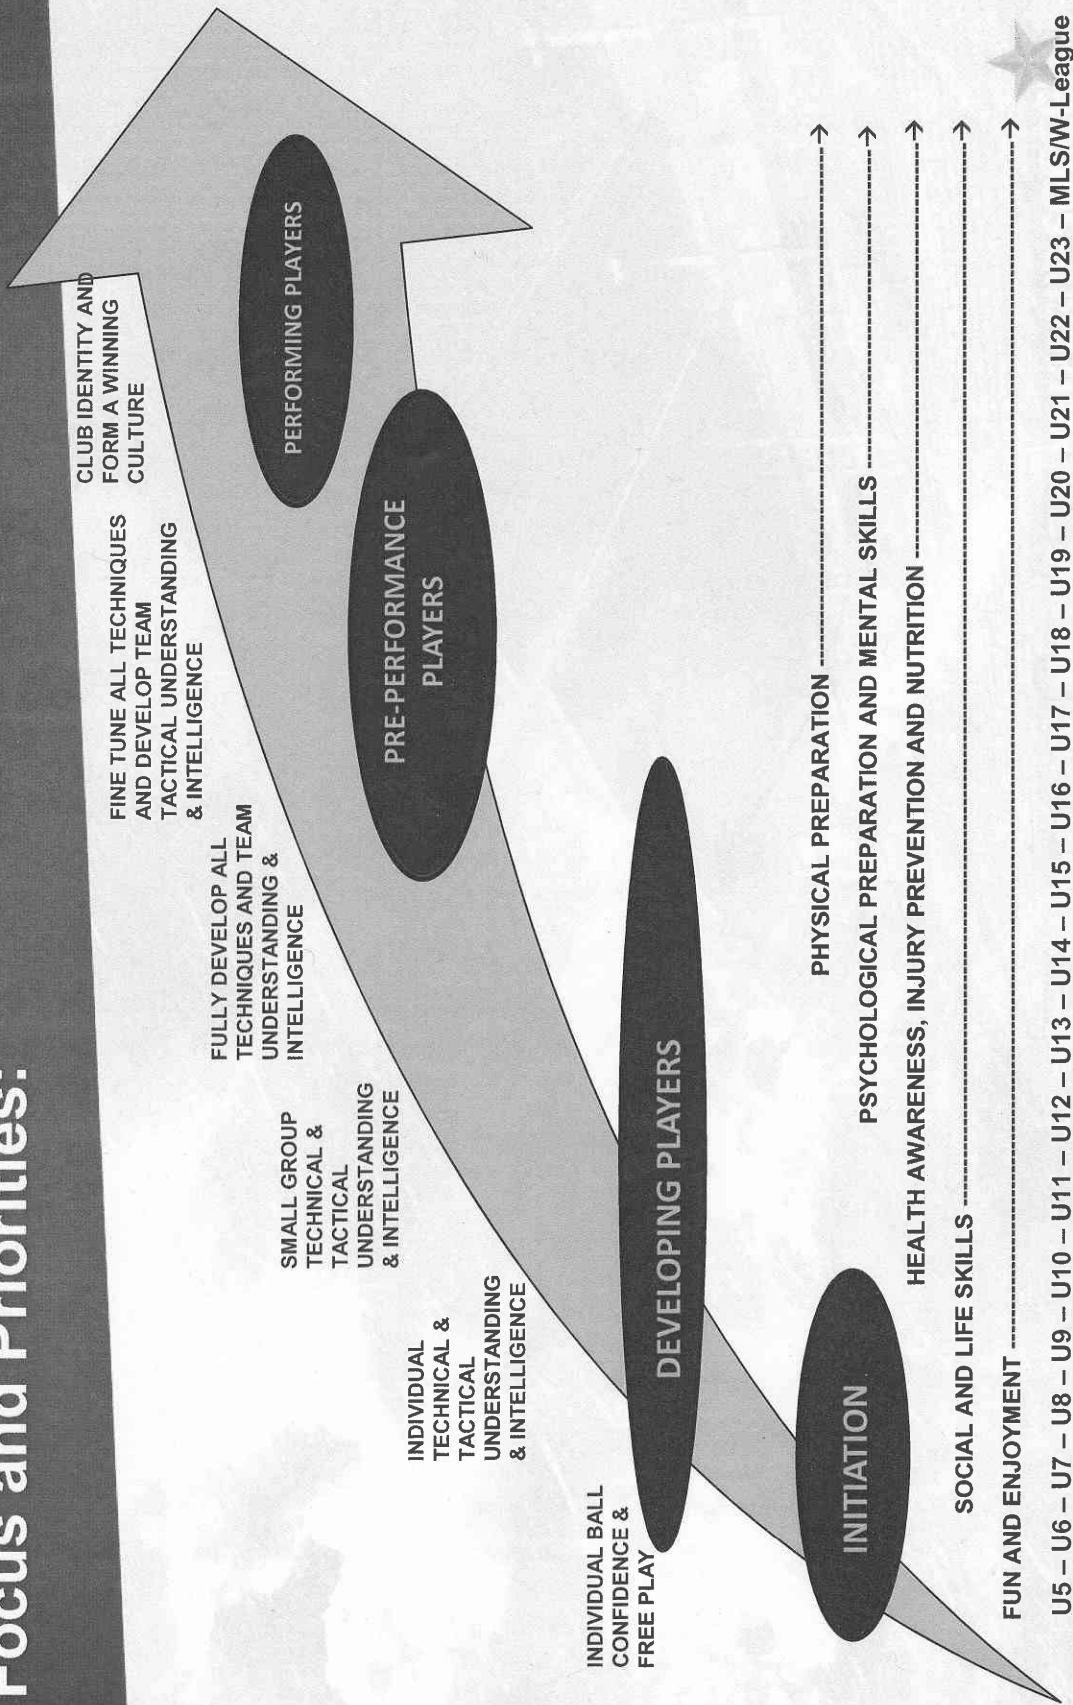 Focus and Priorities:
CLUB IDENTITY AND
FORM A WINNING
CULTURE
FINE TUNE ALL TECHNIQUES
AND DEVELOP TEAM
TACTICAL UNDERSTANDING
& INTELLIGENCE
FULLY DEVELOP ALL
TECHNIQUES AND TEAM
UNDERSTANDING &
INTELLIGENCE
SMALL GROUP
TECHNICAL &
TACTICAL
UNDERSTANDING
& INTELLIGENCE
INDIVIDUAL
TECHNICAL &
TACTICAL
UNDERSTANDING
& INTELLIGENCE
INDIVIDUAL BALL
CONFIDENCE &
FREE PLAY
PERFORMING PLAYERS
PRE-PERFORMANCE
PLAYERS
DEVELOPING PLAYERS
INITIATION
PHYSICAL PREPARATION
PSYCHOLOGICAL PREPARATION AND MENTAL SKILLS
HEALTH AWARENESS, INJURY PREVENTION AND NUTRITION
SOCIAL AND LIFE SKILLS
FUN AND ENJOYMENT
U5 – U6 – U7 – U8 – U9 – U10 – U11 – U12 – U13 – U14 – U15 – U16 – U17 – U18 – U19 – U20 – U21 – U22 – U23 – MLS/W-League